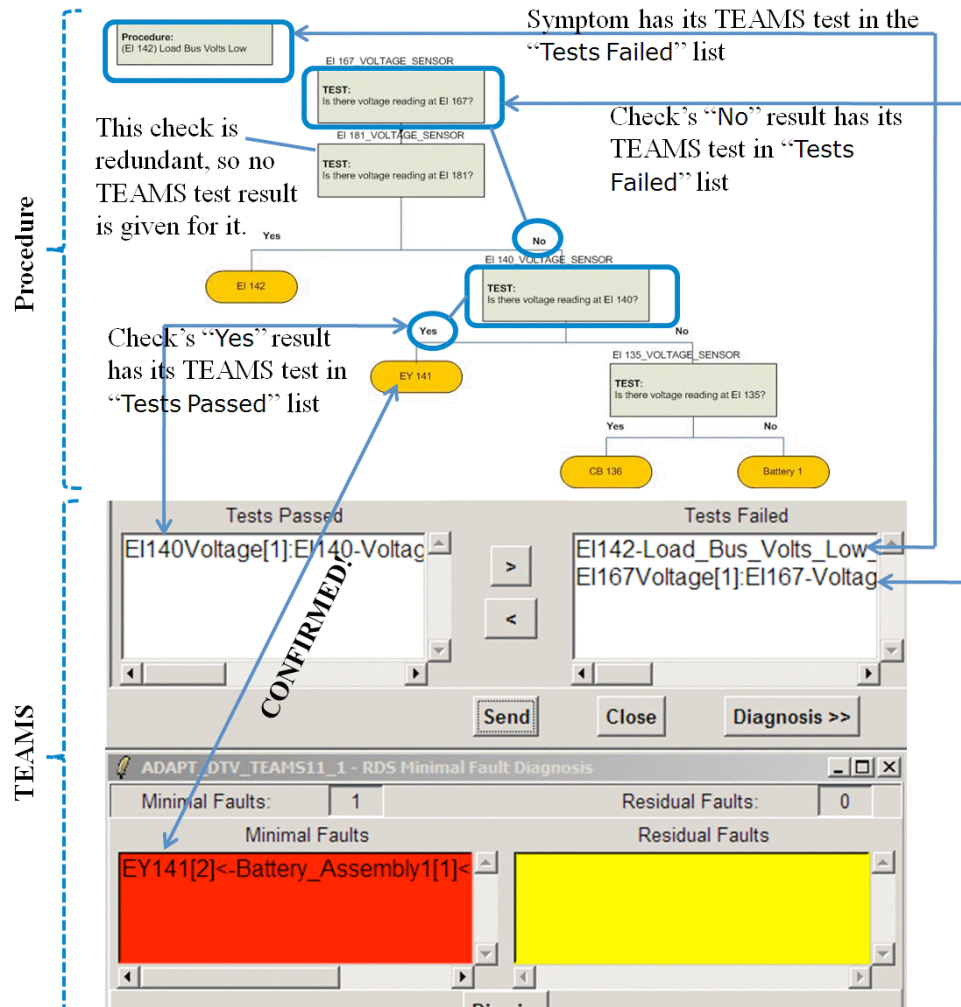 Symptom has its TEAMS test in the
“Tests Failed” list
Procedure:
(EI 142) Load Bus Volts Low
EI 167_VOLTAGE_SENSOR
TEST:
Is there voltage reading at EI 167?
Check’s “No” result has its
TEAMS test in “Tests
Failed” list
This check is
redundant, so no
TEAMS test result
is given for it.
EI 181_VOLTAGE_SENSOR
TEST:
Is there voltage reading at EI 181?
Procedure
Yes
No
EI 142
EI 140_VOLTAGE_SENSOR
TEST:
Is there voltage reading at EI 140?
Check’s “Yes” result
has its TEAMS test in
“Tests Passed” list
Yes
No
EY 141
EI 135_VOLTAGE_SENSOR
TEST:
Is there voltage reading at EI 135?
Yes
No
CB 136
Battery 1
TEAMS
Tests Passed
EI140Voltage[1]:EI140-Voltag
>
<
Tests Failed
EI142-Load_Bus_Volts_Low_
EI167Voltage[1]:EI167-Voltag
CONFIRMED!
Send
Close
Diagnosis >>
ADAPT_DTV_TEAMS11_1 - RDS Minimal Fault Diagnosis
Minimal Faults: 1
Residual Faults: 0
Minimal Faults
Residual Faults
EY141[2]<-Battery_Assembly1[1]<